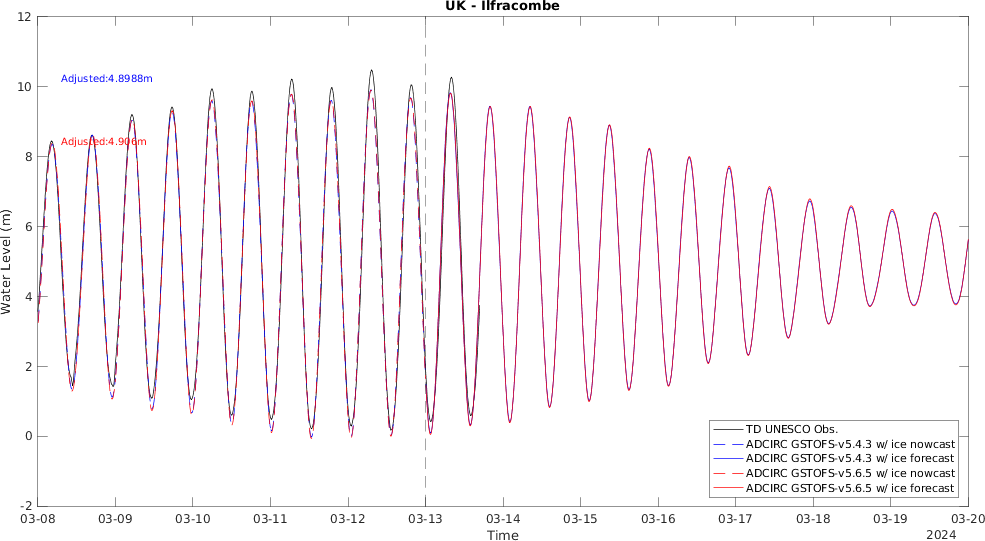 UK - Ilfracombe
12
10
8
6
4
2
0
-2
Water Level (m)
Adjusted:4.8988m
Adjusted:4.906m
TD UNESCO Obs.
ADCIRC GSTOFS-v5.4.3 w/ ice nowcast
ADCIRC GSTOFS-v5.4.3 w/ ice forecast
ADCIRC GSTOFS-v5.6.5 w/ ice nowcast
ADCIRC GSTOFS-v5.6.5 w/ ice forecast
03-08 03-09 03-10 03-11 03-12 03-13 03-14 03-15 03-16 03-17 03-18 03-19 03-20
Time
2024